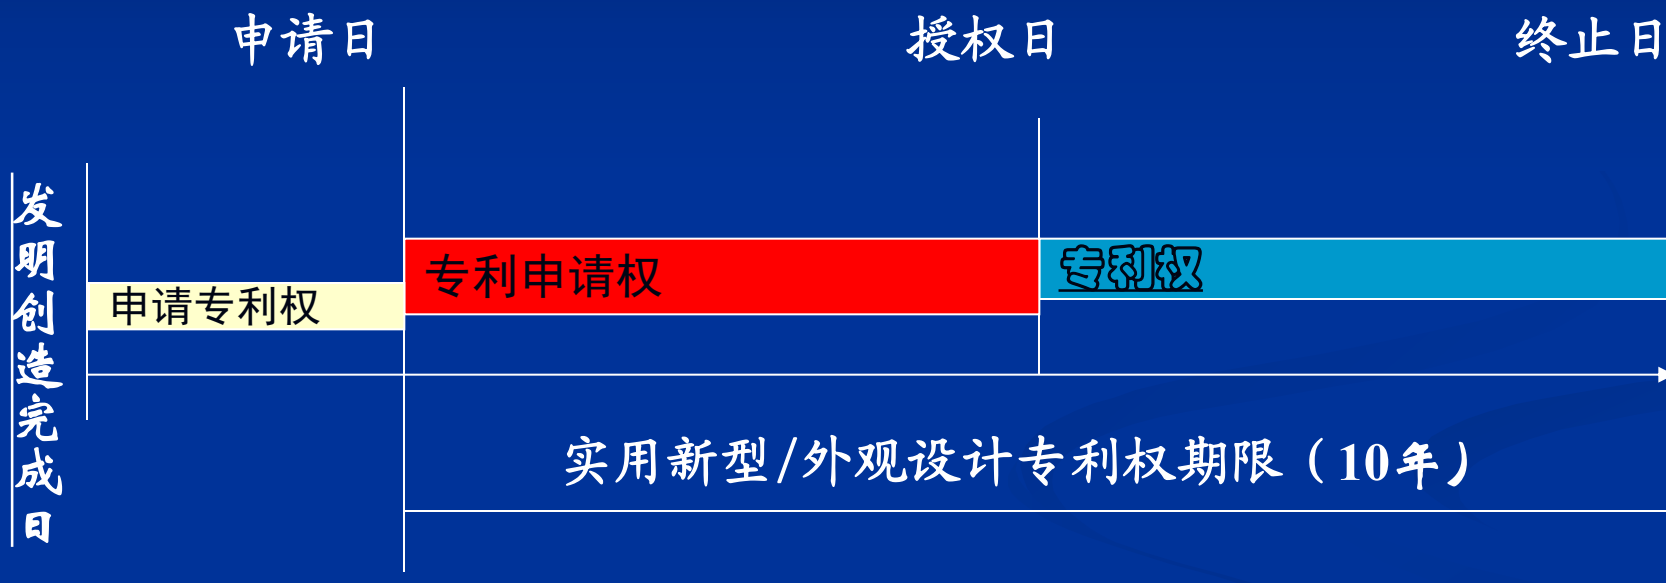 申请日
授权日
终止日
发明创造完成日
专利申请权
专利权
申请专利权
实用新型/外观设计专利权期限（10年）